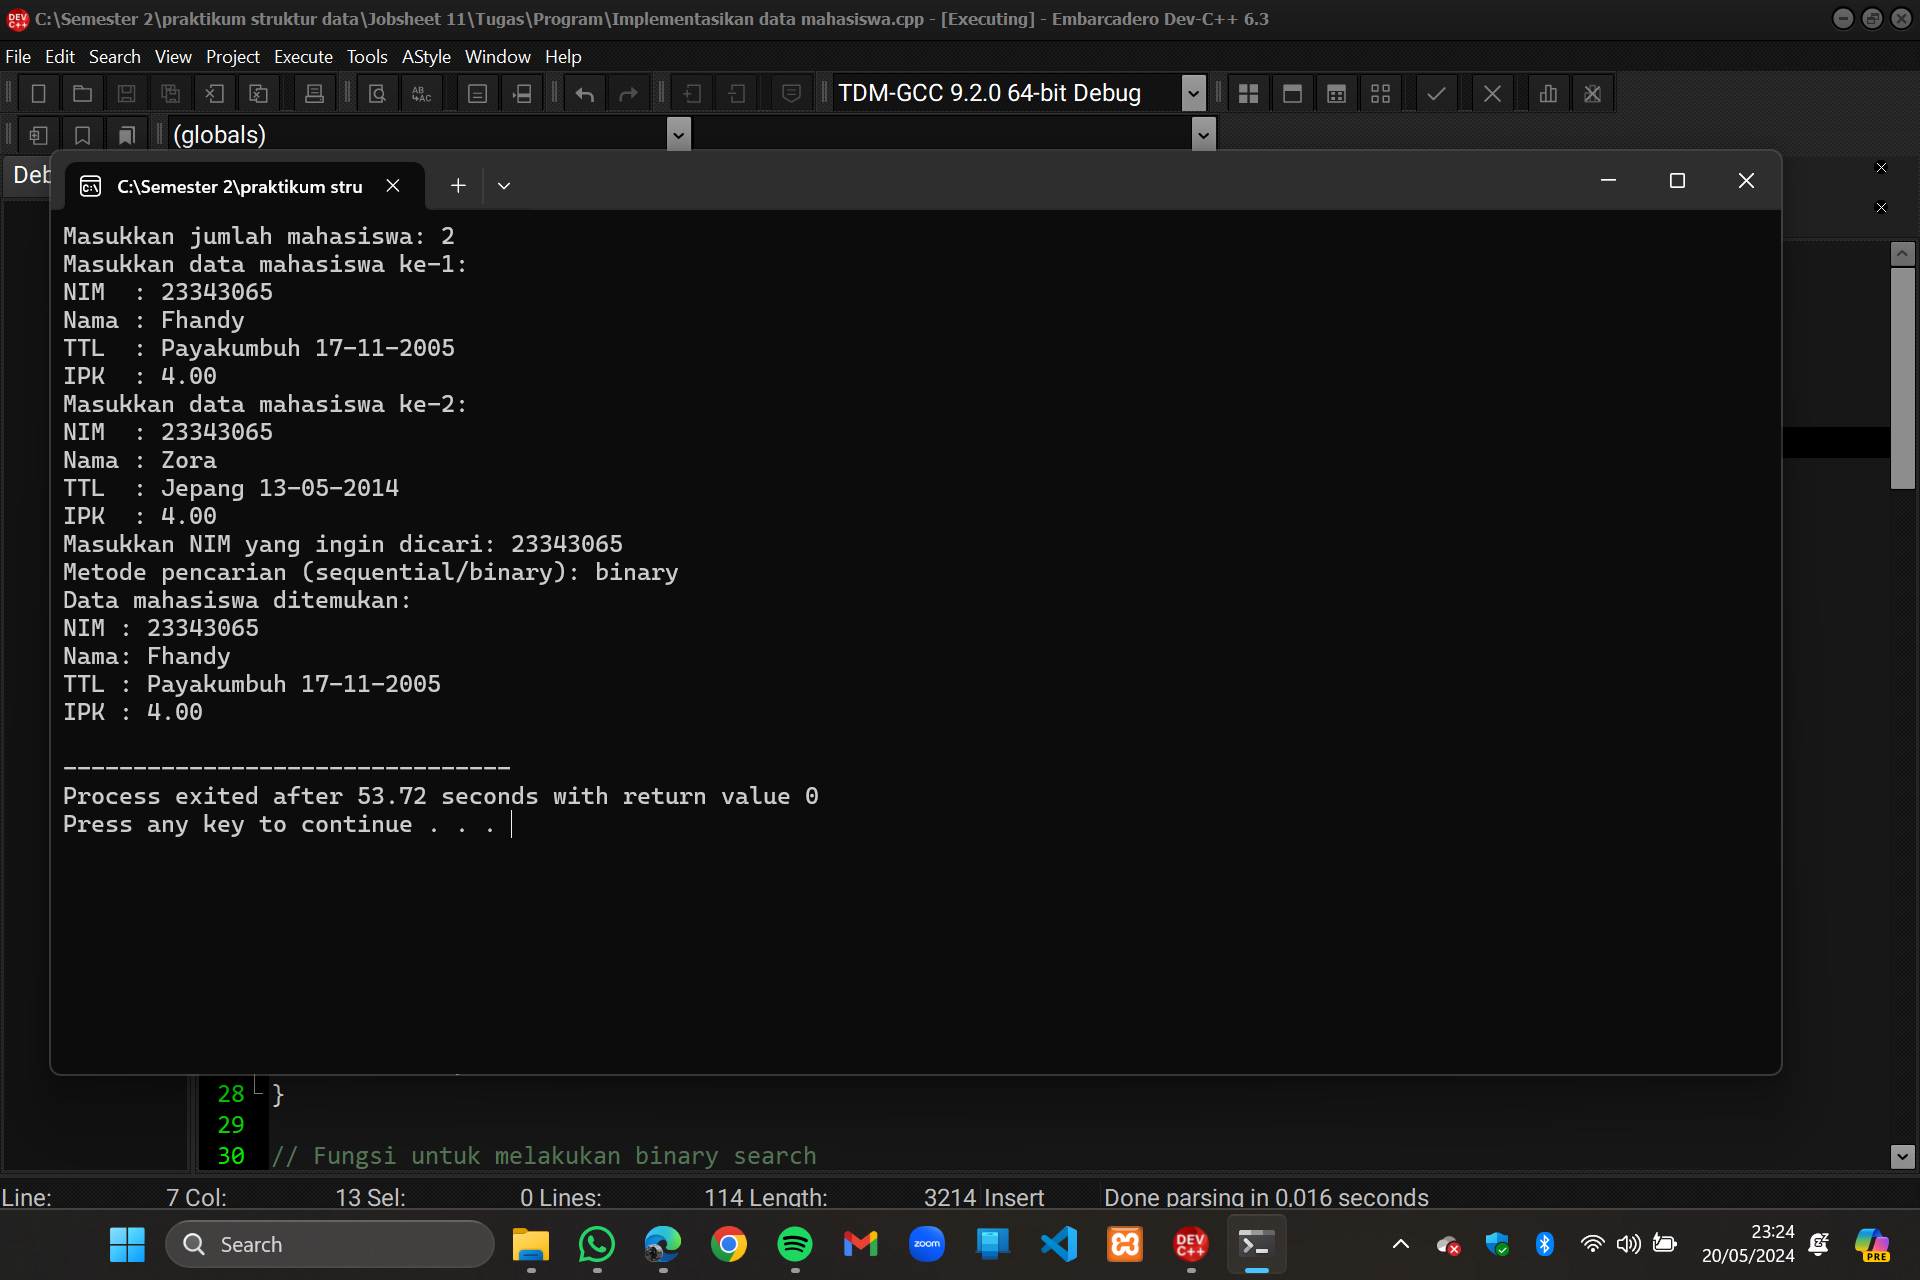 C:\Semester 2\praktikum struktur data\Jobsheet 11\Tugas\Program\Implementasikan data mahasiswa.cpp - [Executing] - Embarcadero Dev-C++ 6.3
File Edit Search View Project Execute Tools AStyle Window Help
TDM-GCC 9.2.0 64-bit Debug
(globals)
Deb
C:\Semester 2\praktikum stru
Masukkan jumlah mahasiswa: 2
Masukkan data mahasiswa ke-1:
NIM : 23343065
Nama : Fhandy
TTL : Payakumbuh 17-11-2005
IPK : 4.00
Masukkan data mahasiswa ke-2:
NIM : 23343065
Nama : Zora
TTL : Jepang 13-05-2014
IPK : 4.00
Masukkan NIM yang ingin dicari: 23343065
Metode pencarian (sequential/binary): binary
Data mahasiswa ditemukan:
NIM : 23343065
Nama: Fhandy
TTL : Payakumbuh 17-11-2005
IPK : 4.00
--------------------------------
Process exited after 53.72 seconds with return value 0
Press any key to continue . . .
28 }
29
30 // Fungsi untuk melakukan binary search
Line: 7 Col: 13 Sel: 0 Lines: 114 Length: 3214 Insert Done parsing in 0,016 seconds
Search
zoom
DEV C++
PRE
23:24
20/05/2024